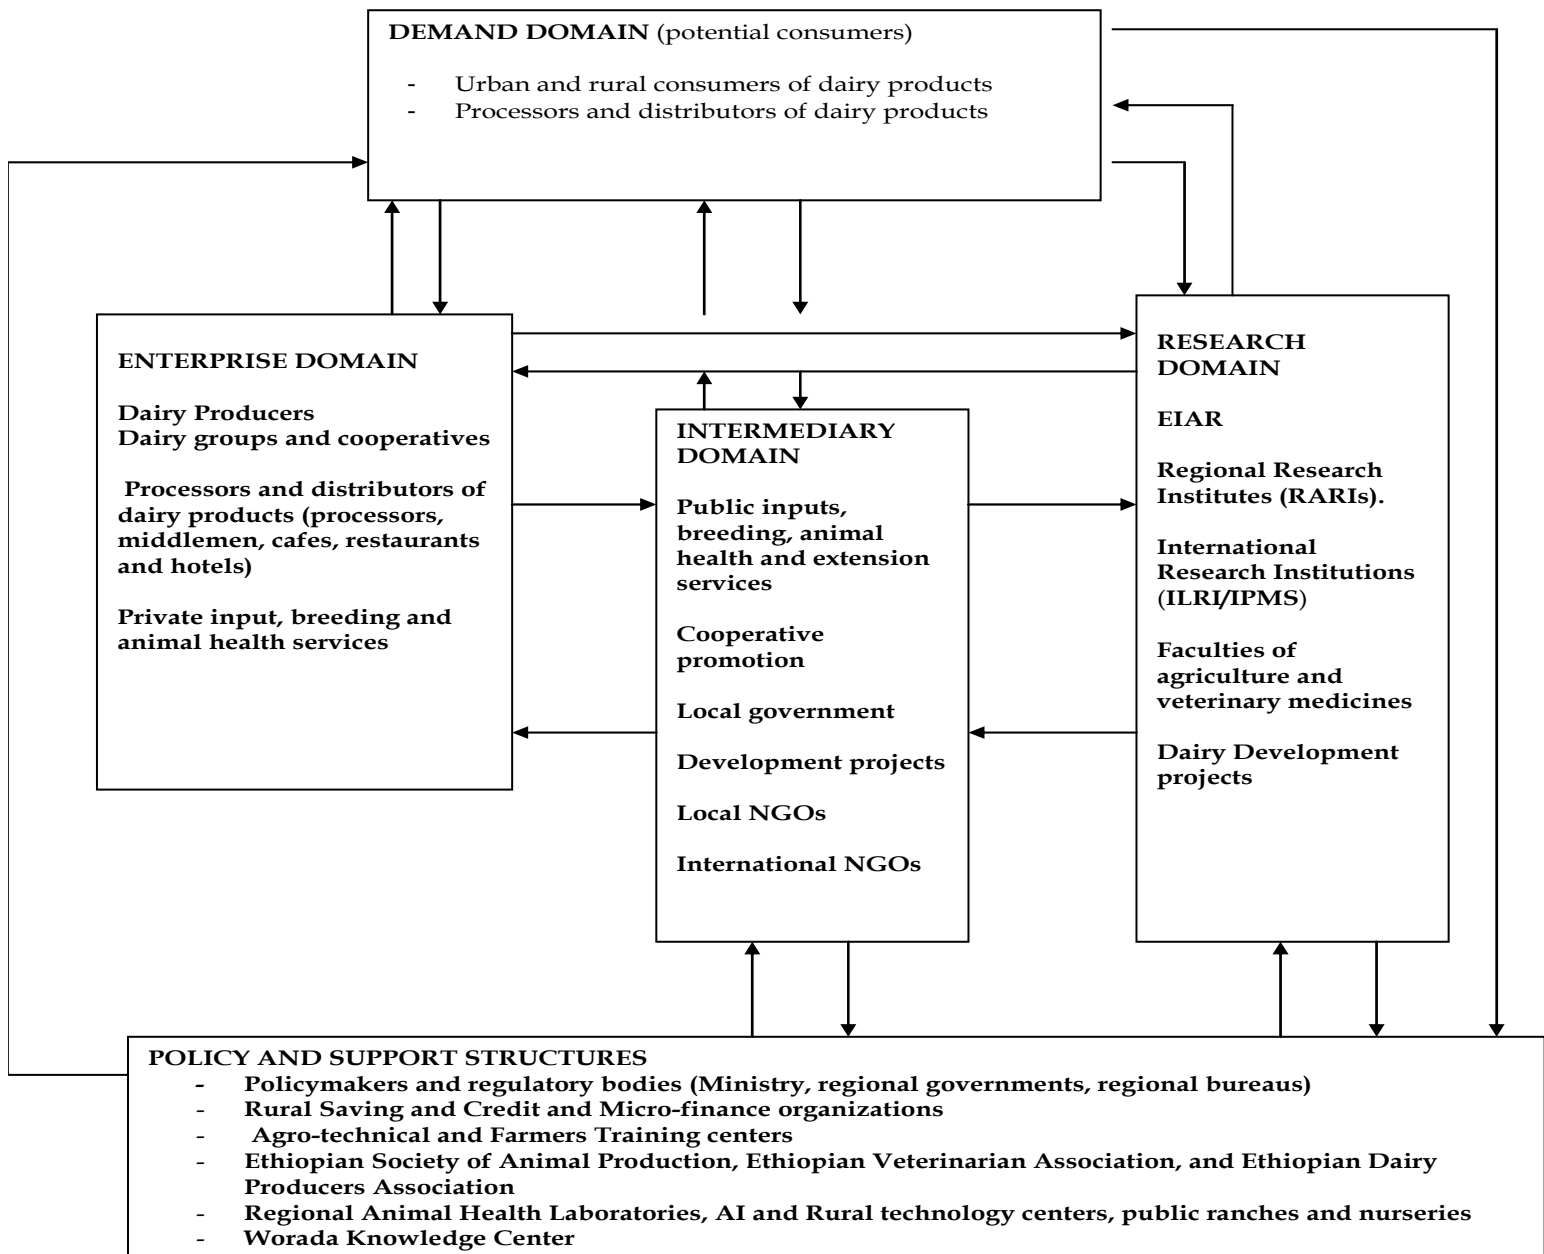 DEMAND DOMAIN (potential consumers)
- Urban and rural consumers of dairy products
- Processors and distributors of dairy products
ENTERPRISE DOMAIN
Dairy Producers
Dairy groups and cooperatives
Processors and distributors of
dairy products (processors,
middlemen, cafes, restaurants
and hotels)
Private input, breeding and
animal health services
INTERMEDIARY
DOMAIN
Public inputs,
breeding, animal
health and extension
services
Cooperative
promotion
Local government
Development projects
Local NGOs
International NGOs
RESEARCH
DOMAIN
EIAR
Regional Research
Institutes (RARIs).
International
Research Institutions
(ILRI/IPMS)
Faculties of
agriculture and
veterinary medicines
Dairy Development
projects
POLICY AND SUPPORT STRUCTURES
- Policymakers and regulatory bodies (Ministry, regional governments, regional bureaus)
- Rural Saving and Credit and Micro-finance organizations
- Agro-technical and Farmers Training centers
- Ethiopian Society of Animal Production, Ethiopian Veterinarian Association, and Ethiopian Dairy
Producers Association
- Regional Animal Health Laboratories, AI and Rural technology centers, public ranches and nurseries
- Worada Knowledge Center